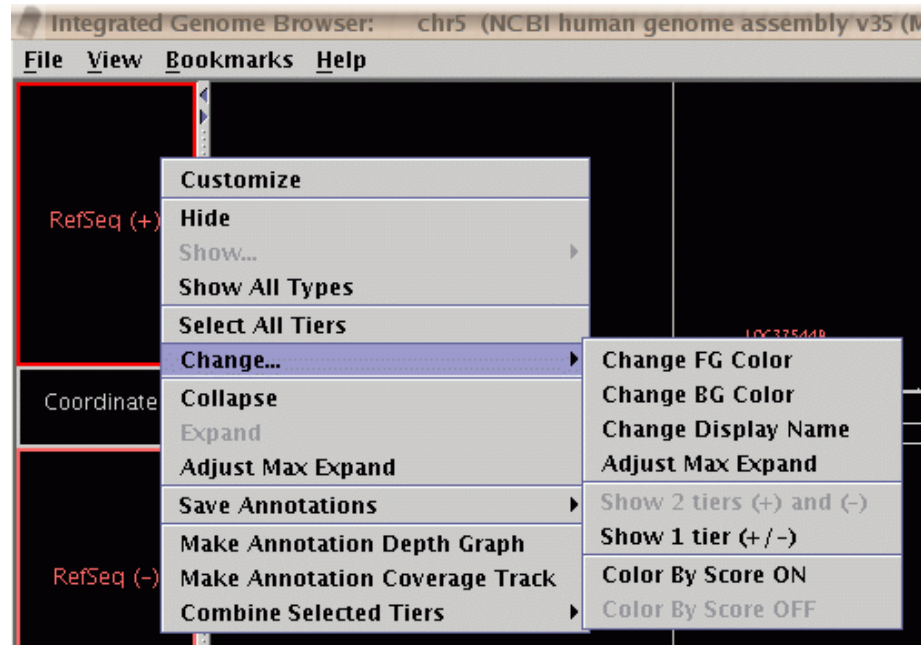 Integrated Genome Browser: chr5 (NCBI human genome assembly v35 (M
File View Bookmarks Help
RefSeq (+)
Customize
Hide
Show...
Show All Types
Select All Tiers
Change...
Collapse
Expand
Adjust Max Expand
Save Annotations
Make Annotation Depth Graph
Make Annotation Coverage Track
Combine Selected Tiers
Change FG Color
Change BG Color
Change Display Name
Adjust Max Expand
Show 2 tiers (+) and (-)
Show 1 tier (+/-)
Color By Score ON
Color By Score OFF
Coordinate
RefSeq (-)